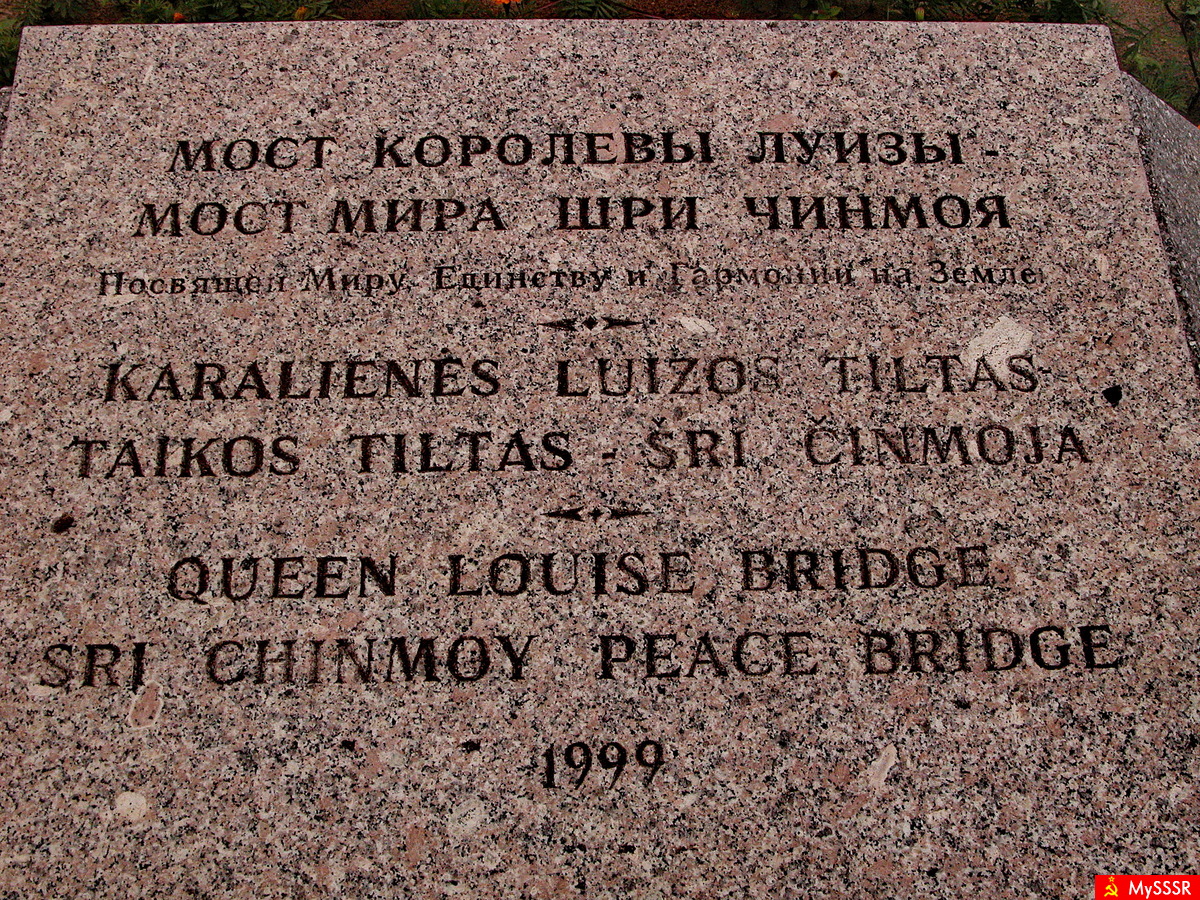 МОСТ КОРОЛЕВЫ ЛУИЗЫ -
МОСТ МИРА ШРИ ЧИНМОЯ
Посвящен Миру, Единству и Гармонии на Земле
KARALIENĖS LUIZOS TILTAS-
TAIKOS TILTAS - ŠRI ČINMOJA
QUEEN LOUISE BRIDGE
SRI CHINMOY PEACE BRIDGE
1999
MySSSR